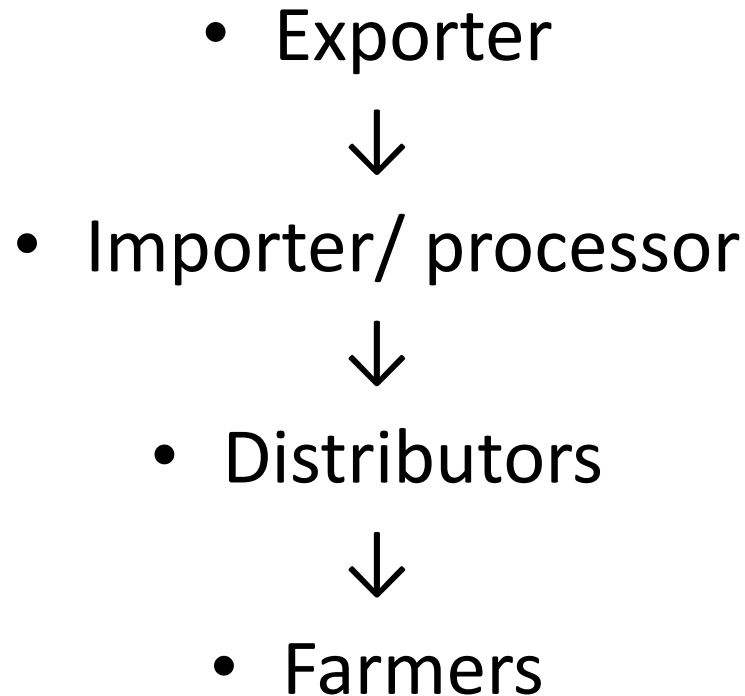 • Exporter
↓
• Importer/ processor
↓
• Distributors
↓
• Farmers